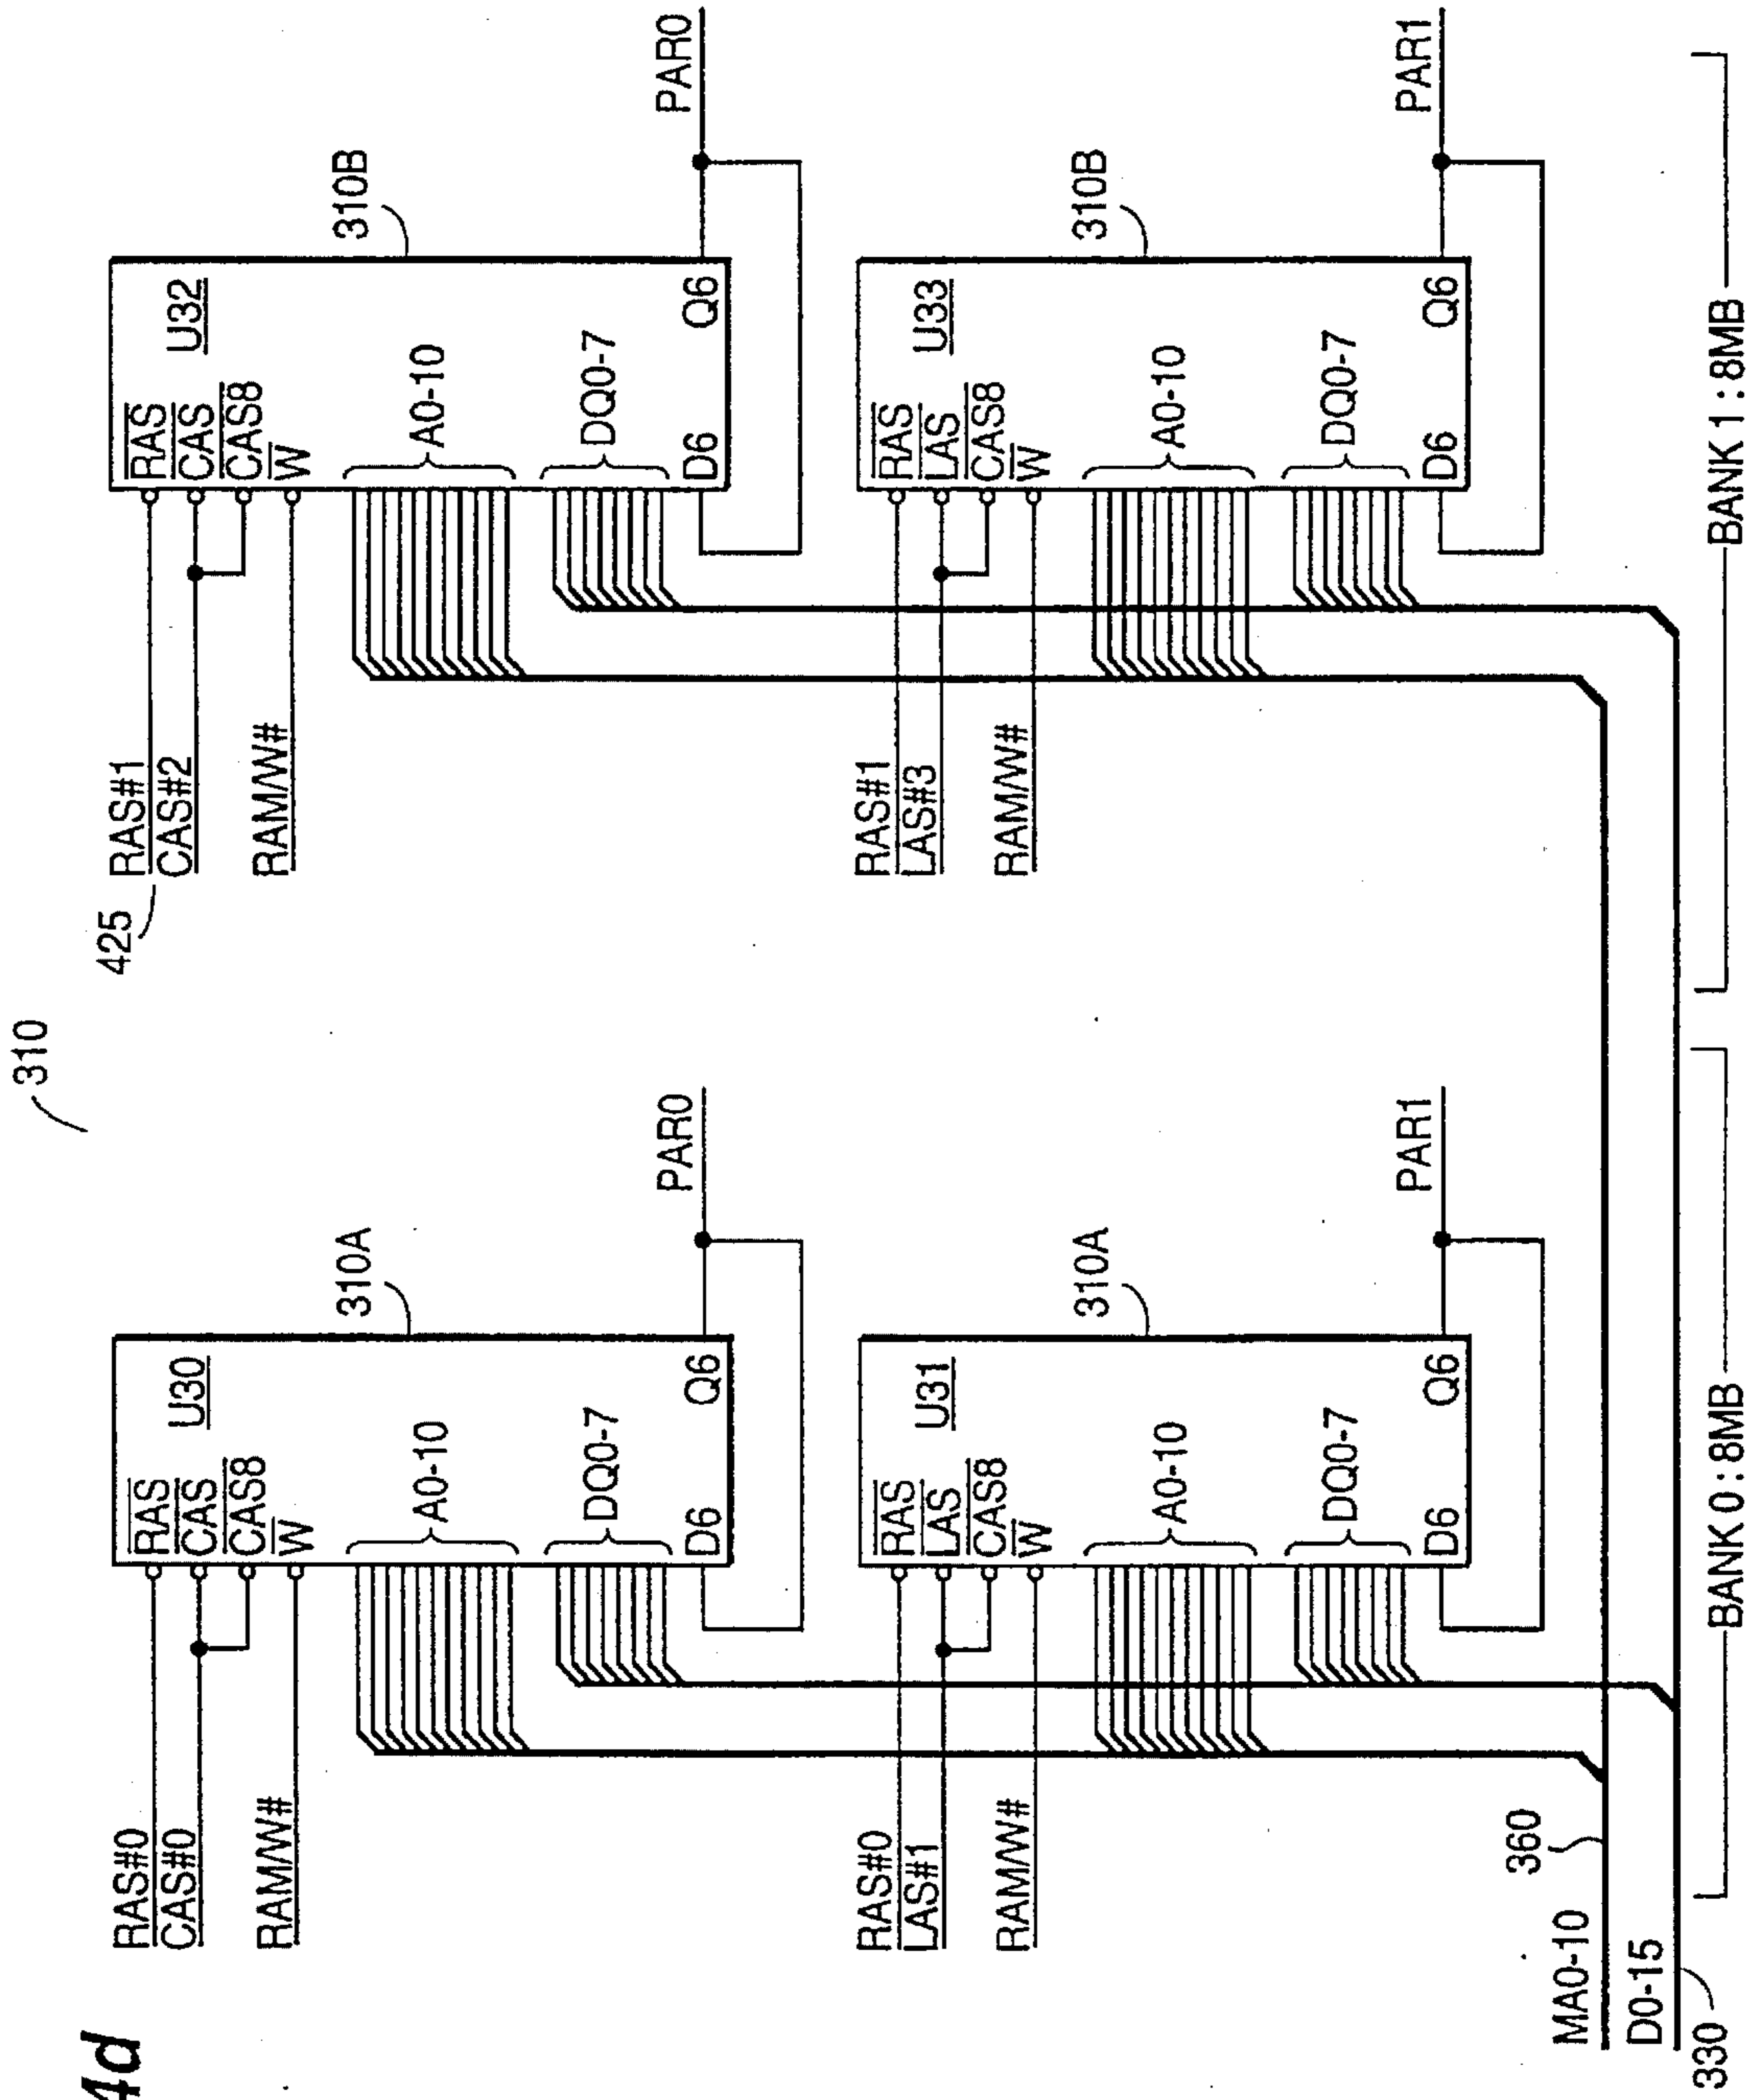 4d
310
425
RAS#0
CAS#0
RAM/W#
RAS
CAS
CAS8
W
U30
A0-10
DQ0-7
D6
Q6
310A
PAR0
RAS#1
CAS#2
RAM/W#
RAS
CAS
CAS8
W
U32
A0-10
DQ0-7
D6
Q6
310B
PAR0
RAS#0
LAS#1
RAM/W#
RAS
LAS
CAS8
W
U31
A0-10
DQ0-7
D6
Q6
310A
PAR1
RAS#1
LAS#3
RAM/W#
RAS
LAS
CAS8
W
U33
A0-10
DQ0-7
D6
Q6
310B
PAR1
MA0-10
360
D0-15
330
BANK 0 : 8MB
BANK 1 : 8MB